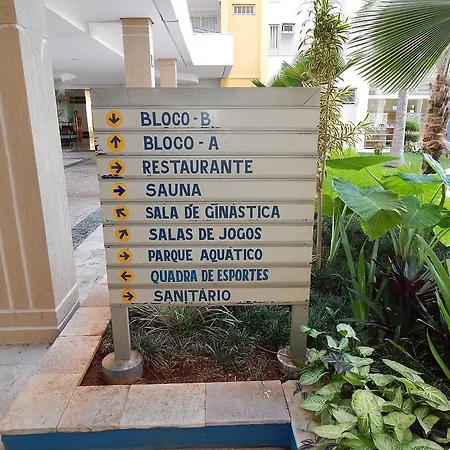 BLOCO - B
BLOCO - A
RESTAURANTE
SAUNA
SALA DE GINÁSTICA
SALAS DE JOGOS
PARQUE AQUÁTICO
QUADRA DE ESPORTES
SANITÁRIO